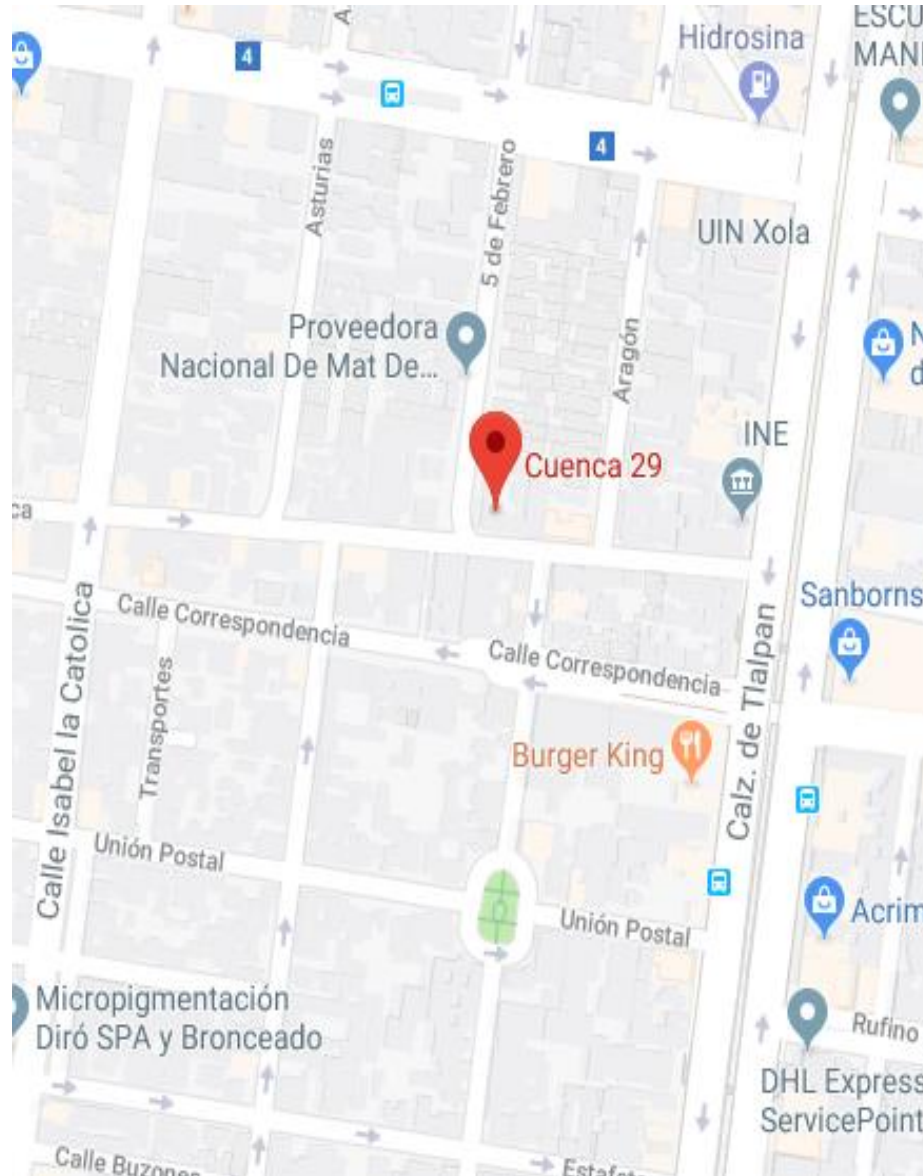 A.
ESCU
MANI
Hidrosina
4
4
Asturias
5 de Febrero
UIN Xola
Proveedora
Nacional De Mat De...
Aragón
N
d
INE
Cuenca 29
ca
Calle Correspondencia
Calle Correspondencia
Sanborns
Calle Isabel la Catolica
Transportes
Calz. de Tlalpan
Burger King
Unión Postal
Unión Postal
Acrim
Micropigmentación
Diró SPA y Bronceado
Rufino
DHL Express
ServicePoint
Calle Buzones
Estafet